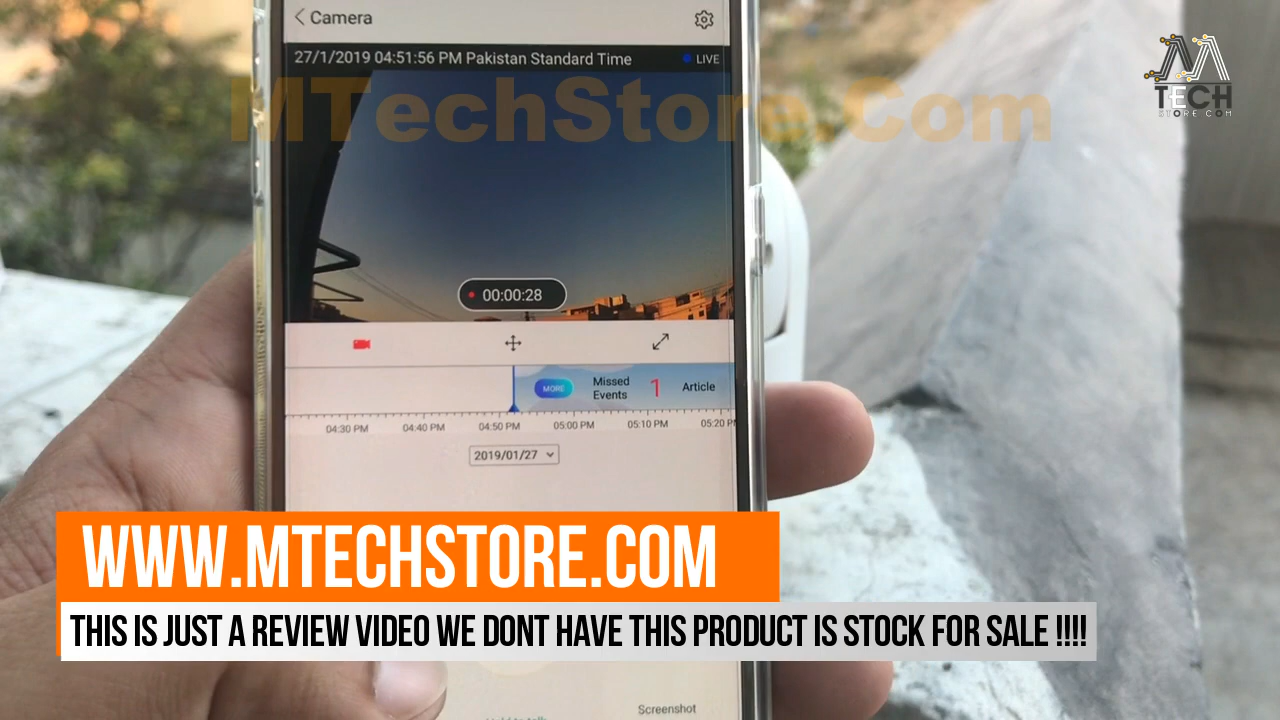 Camera
27/1/2019 04:51:56 PM Pakistan Standard Time
LIVE
MTechStore.Com
TECH
STORE.COM
00:00:28
MORE
Missed
Events
1
Article
04:30 PM 04:40 PM 04:50 PM 05:00 PM 05:10 PM 05:20 P
2019/01/27
WWW.MTECHSTORE.COM
THIS IS JUST A REVIEW VIDEO WE DONT HAVE THIS PRODUCT IS STOCK FOR SALE !!!!
Screenshot